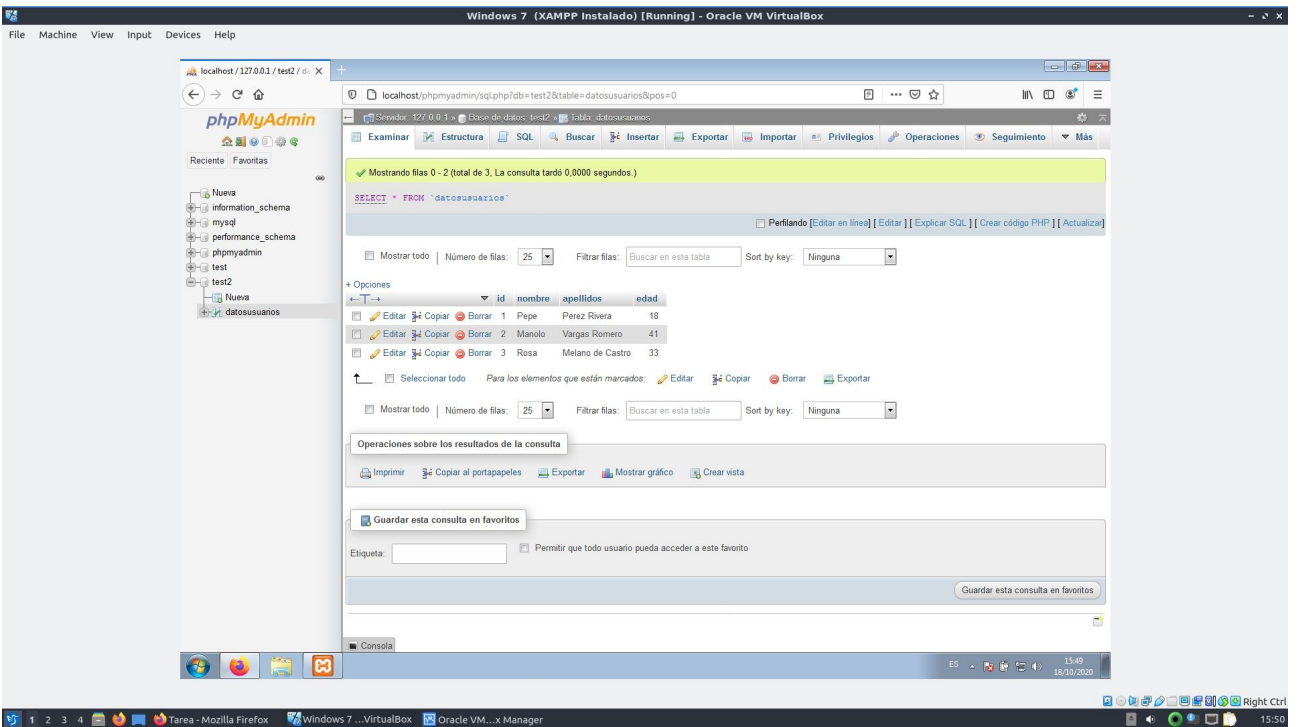 Windows 7 (XAMPP Instalado) [Running] - Oracle VM VirtualBox
File Machine View Input Devices Help
localhost / 127.0.0.1 / test2 / da
localhost/phpmyadmin/sql.php?db=test2&table=datosusuarios&pos=0
phpMyAdmin
Reciente Favoritas
Nueva
information_schema
mysql
performance_schema
phpmyadmin
test
test2
Nueva
datosusuarios
Servidor: 127.0.0.1 » Base de datos: test2 » Tabla: datosusuarios
Examinar Estructura SQL Buscar Insertar Exportar Importar Privilegios Operaciones Seguimiento Más
Mostrando filas 0 - 2 (total de 3, La consulta tardó 0,0000 segundos.)
SELECT * FROM `datosusuarios`
Perfilando [Editar en línea] [ Editar ] [ Explicar SQL ] [ Crear código PHP ] [ Actualizar]
Mostrar todo | Número de filas: 25 Filtrar filas: Buscar en esta tabla Sort by key: Ninguna
+ Opciones
←T→ id nombre apellidos edad
Editar Copiar Borrar 1 Pepe Perez Rivera 18
Editar Copiar Borrar 2 Manolo Vargas Romero 41
Editar Copiar Borrar 3 Rosa Melano de Castro 33
Seleccionar todo Para los elementos que están marcados: Editar Copiar Borrar Exportar
Mostrar todo | Número de filas: 25 Filtrar filas: Buscar en esta tabla Sort by key: Ninguna
Operaciones sobre los resultados de la consulta
Imprimir Copiar al portapapeles Exportar Mostrar gráfico Crear vista
Guardar esta consulta en favoritos
Etiqueta: Permitir que todo usuario pueda acceder a este favorito
Guardar esta consulta en favoritos
Consola
ES 15:49
18/10/2020
Right Ctrl
1 2 3 4 Tarea - Mozilla Firefox Windows 7 ...VirtualBox Oracle VM...x Manager 15:50